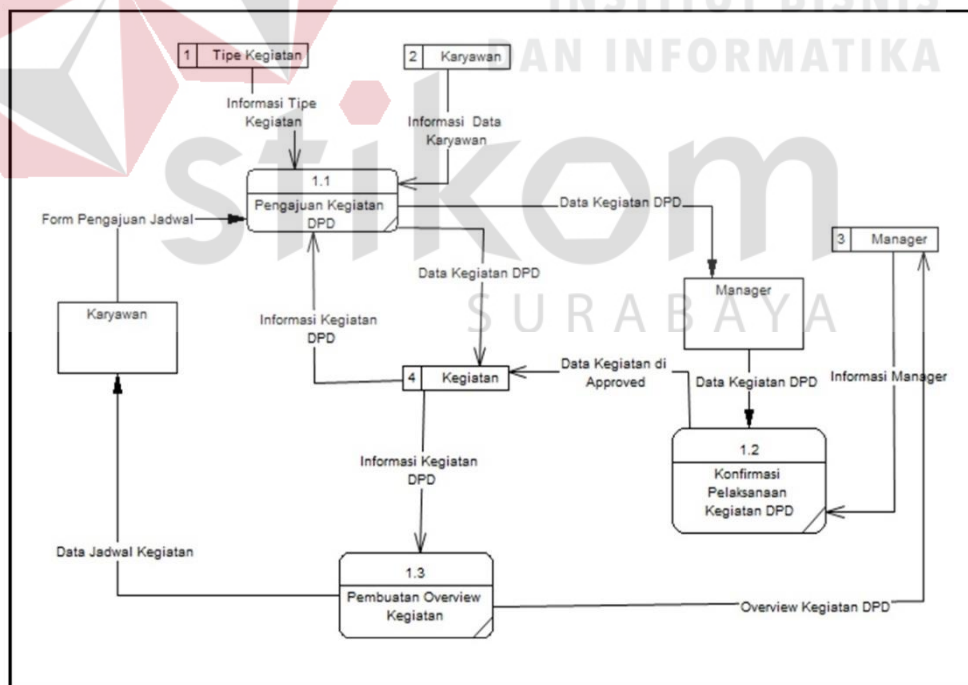 INSTITUT BISNIS
DAN INFORMATIKA
stikom
SURABAYA
1 Tipe Kegiatan
2 Karyawan
Informasi Tipe
Kegiatan
Informasi Data
Karyawan
1.1
Pengajuan Kegiatan
DPD
Form Pengajuan Jadwal
Data Kegiatan DPD
3 Manager
Data Kegiatan DPD
Manager
Karyawan
Informasi Kegiatan
DPD
4 Kegiatan
Data Kegiatan di
Approved
Data Kegiatan DPD
Informasi Manager
1.2
Konfirmasi
Pelaksanaan
Kegiatan DPD
Informasi Kegiatan
DPD
Data Jadwal Kegiatan
1.3
Pembuatan Overview
Kegiatan
Overview Kegiatan DPD